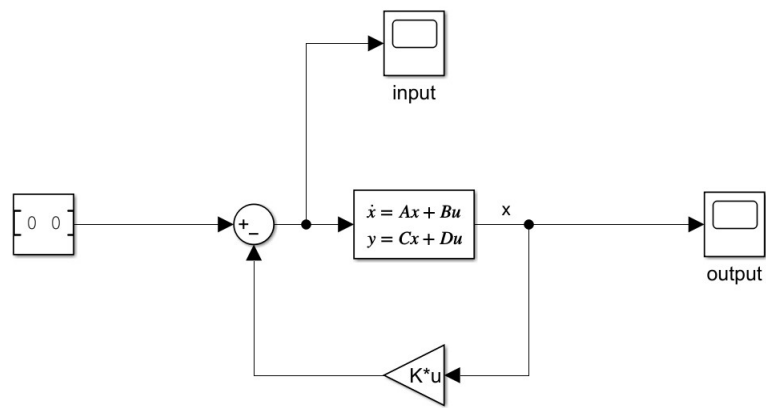 input
0 0
+
−
ẋ = Ax + Bu
y = Cx + Du
x
output
K*u